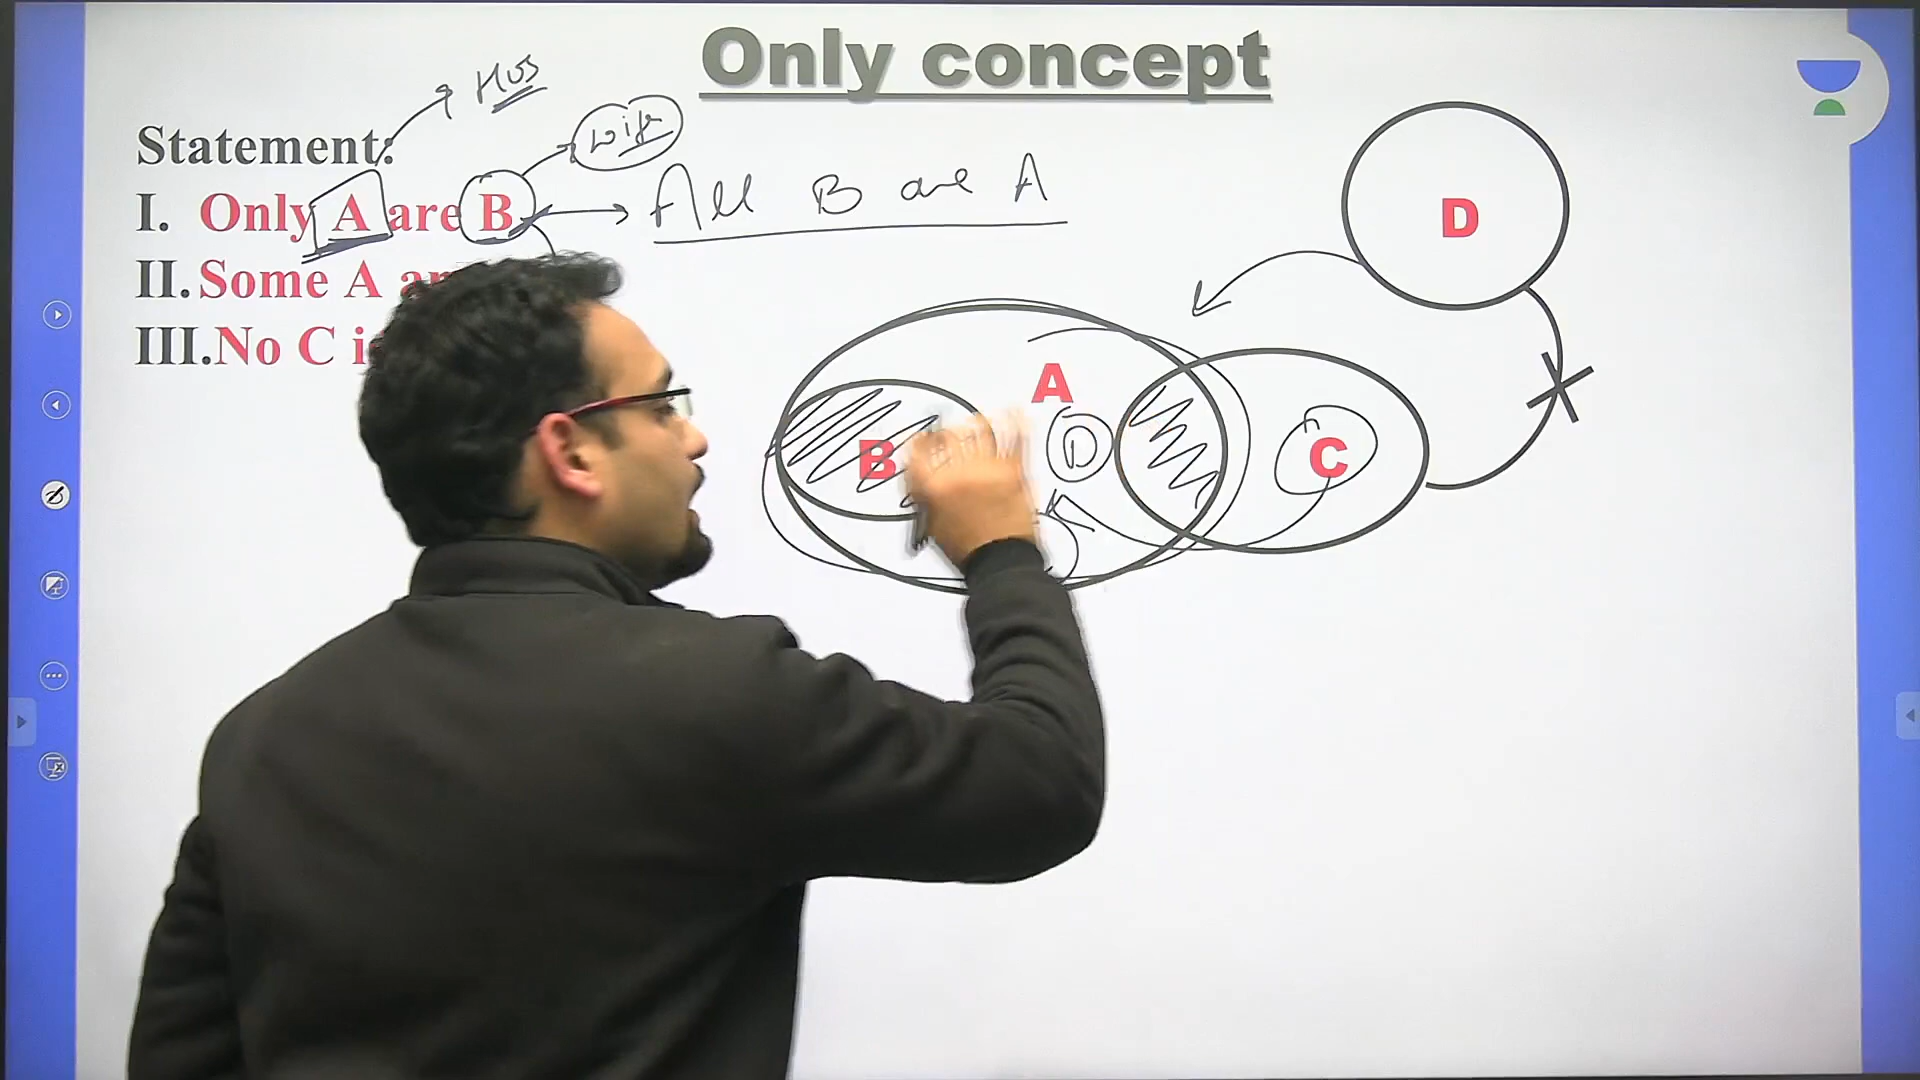 Only concept
Hus
Wife
Statement:
I. Only A are B
All B are A
II. Some A
III. No C
D
A
B
D
C